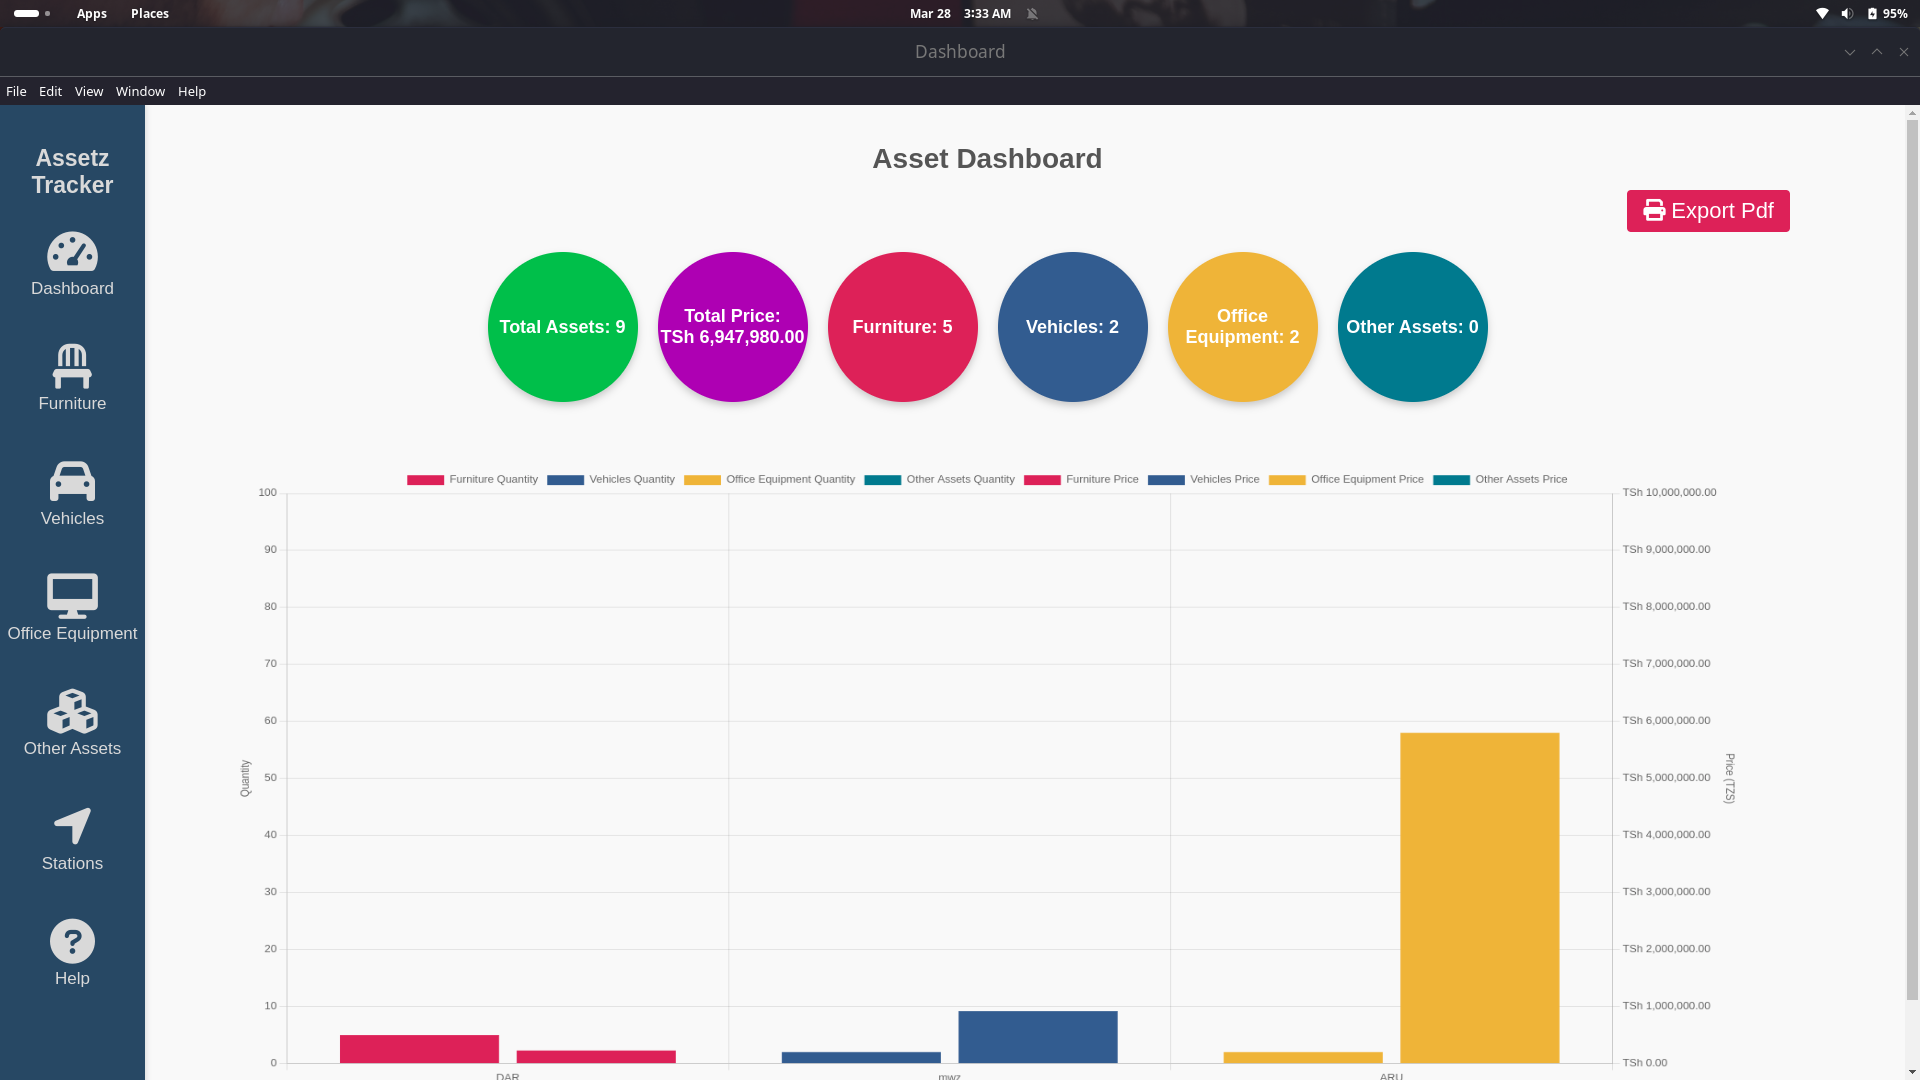 Apps Places Mar 28 3:33 AM 95%
Dashboard
File Edit View Window Help
Assetz
Tracker
Dashboard
Furniture
Vehicles
Office Equipment
Other Assets
Stations
Help
Asset Dashboard
Export Pdf
Total Assets: 9
Total Price:
TSh 6,947,980.00
Furniture: 5
Vehicles: 2
Office
Equipment: 2
Other Assets: 0
Furniture Quantity Vehicles Quantity Office Equipment Quantity Other Assets Quantity Furniture Price Vehicles Price Office Equipment Price Other Assets Price
100 TSh 10,000,000.00
90 TSh 9,000,000.00
80 TSh 8,000,000.00
70 TSh 7,000,000.00
60 TSh 6,000,000.00
50 TSh 5,000,000.00
40 TSh 4,000,000.00
30 TSh 3,000,000.00
20 TSh 2,000,000.00
10 TSh 1,000,000.00
0 TSh 0.00
Quantity
Price (TZS)
DAR mwz ARU